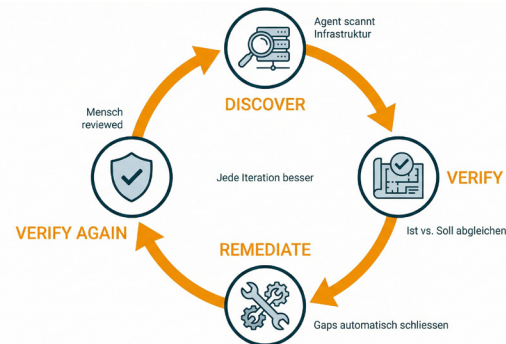 Agent scannt
Infrastruktur
DISCOVER
Mensch
reviewed
Jede Iteration besser
VERIFY
VERIFY AGAIN
Ist vs. Soll abgleichen
REMEDIATE
Gaps automatisch schliessen